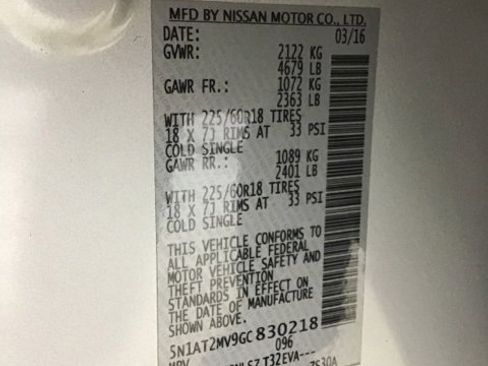 MFD BY NISSAN MOTOR CO., LTD.
DATE: 03/16
GVWR: 2122 KG
4679 LB
GAWR FR.: 1072 KG
2363 LB
WITH 225/60R18 TIRES
18 X 7J RIMS AT 33 PSI
COLD SINGLE
GAWR RR.: 1089 KG
2401 LB
WITH 225/60R18 TIRES
18 X 7J RIMS AT 33 PSI
COLD SINGLE
THIS VEHICLE CONFORMS TO
ALL APPLICABLE FEDERAL
MOTOR VEHICLE SAFETY AND
THEFT PREVENTION
STANDARDS IN EFFECT ON
THE DATE OF MANUFACTURE
SHOWN ABOVE.
5N1AT2MV9GC830218
096
MPV T32EVA---